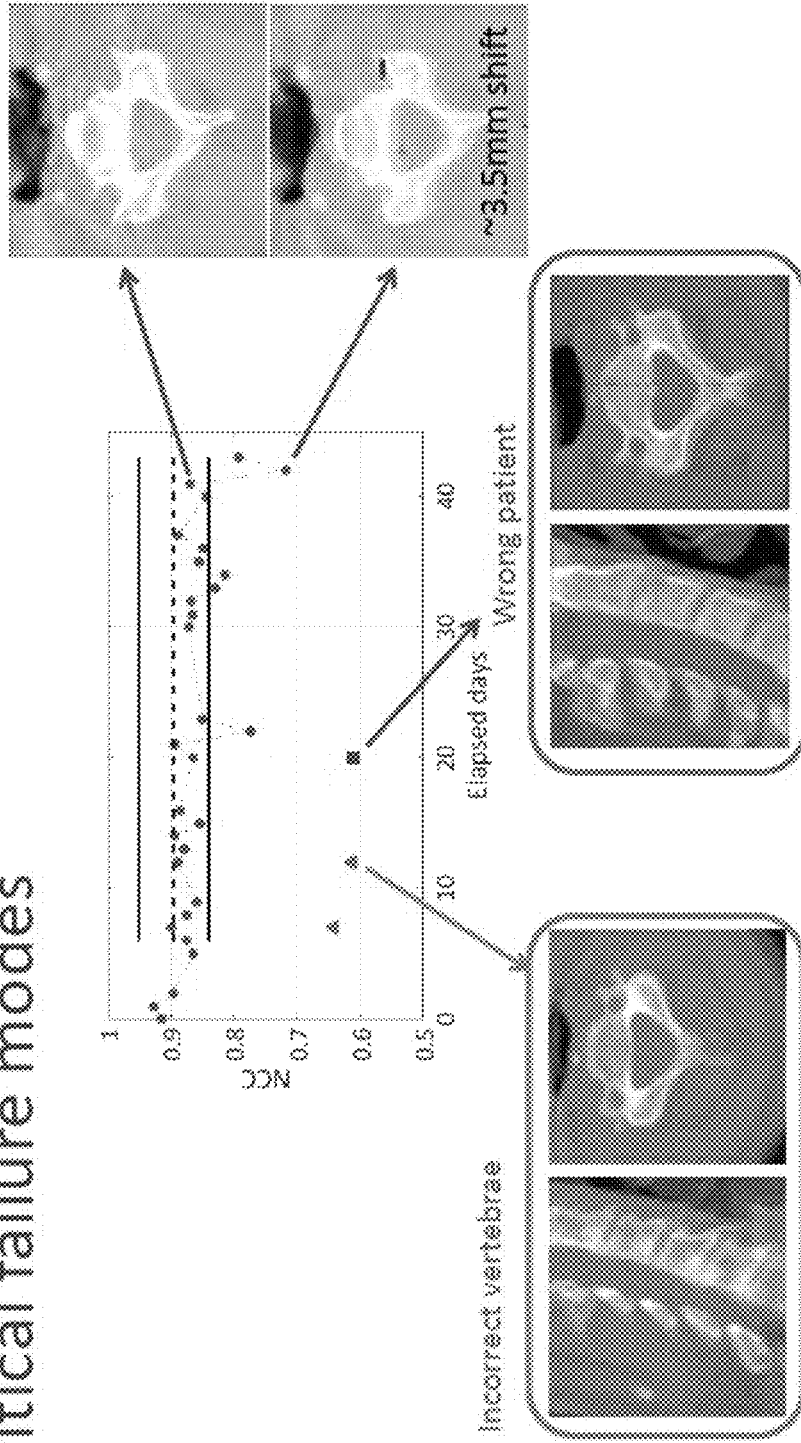 itical failure modes
~3.5mm shift
NCC
1
0.9
0.8
0.7
0.6
0.5
0
10
20
30
40
Elapsed days
Incorrect vertebrae
Wrong patient